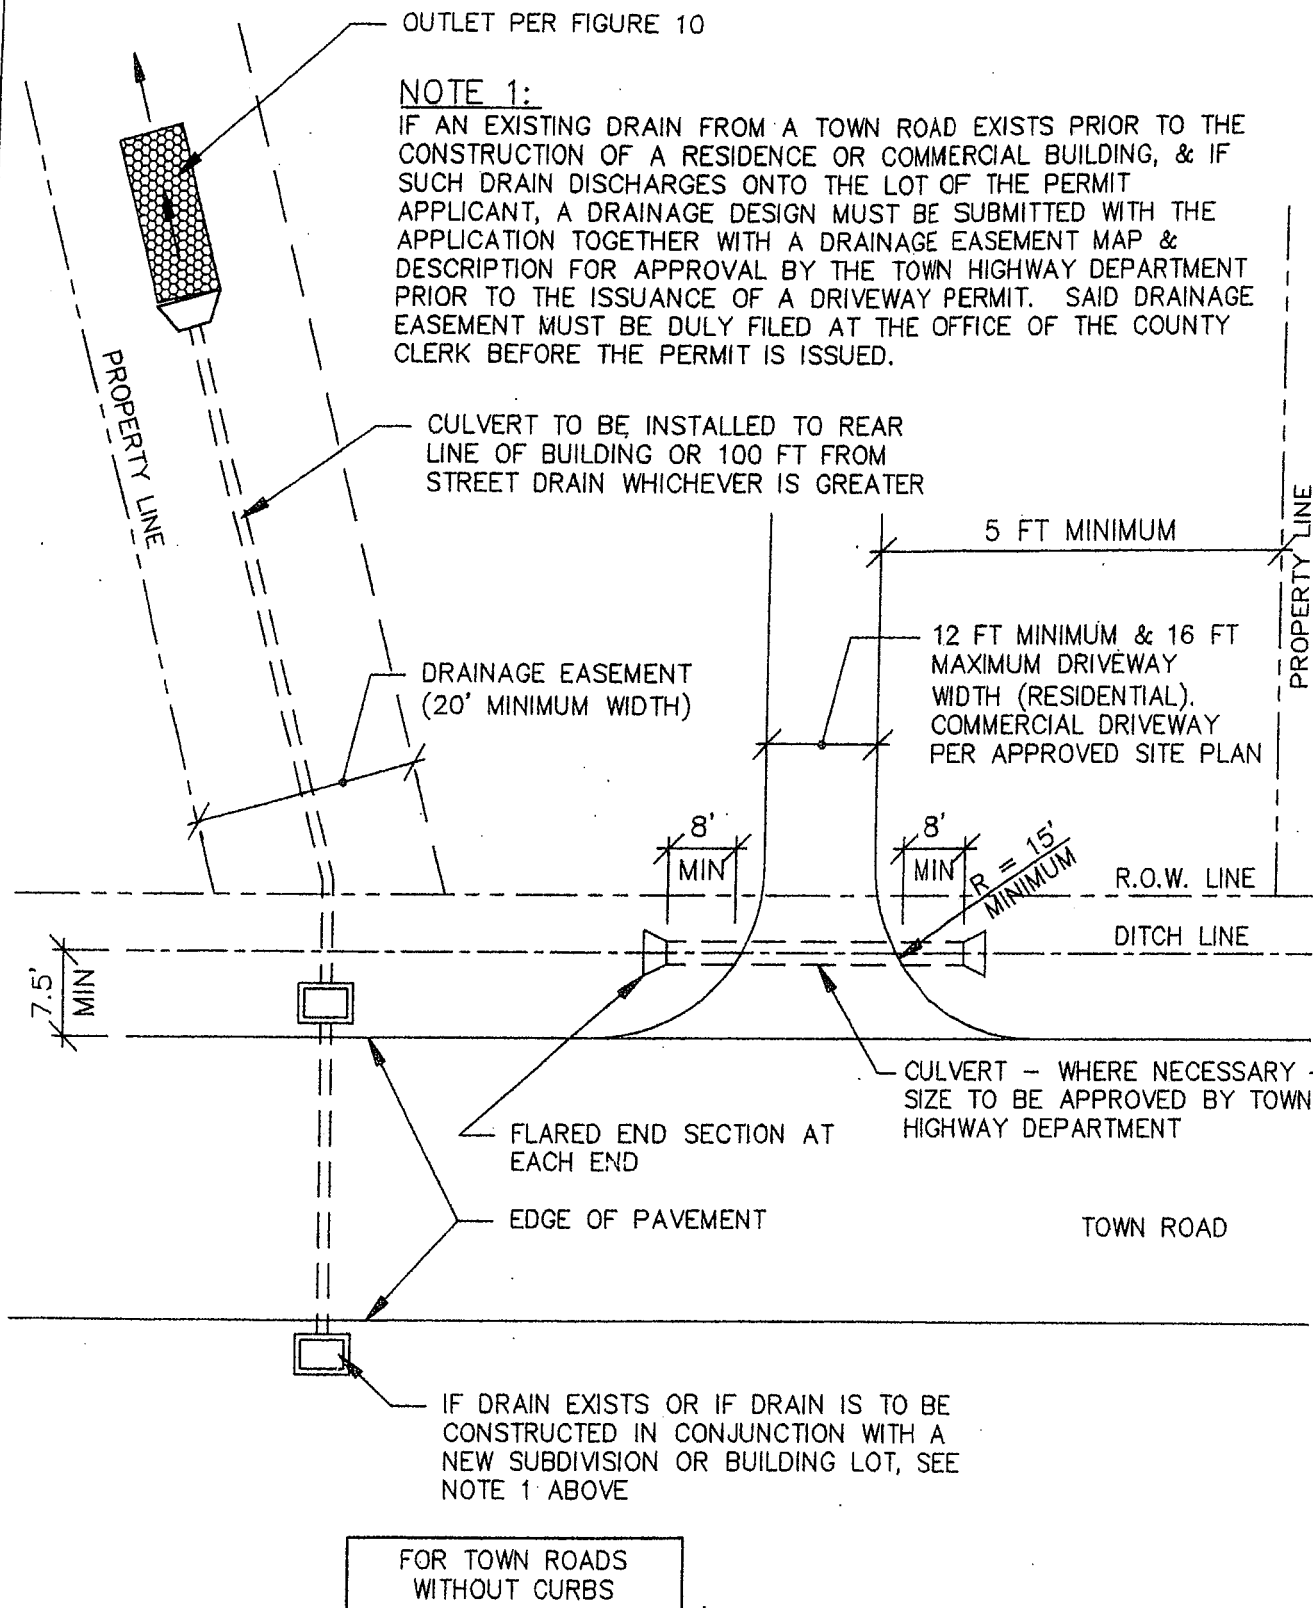 OUTLET PER FIGURE 10
NOTE 1:
IF AN EXISTING DRAIN FROM A TOWN ROAD EXISTS PRIOR TO THE
CONSTRUCTION OF A RESIDENCE OR COMMERCIAL BUILDING, & IF
SUCH DRAIN DISCHARGES ONTO THE LOT OF THE PERMIT
APPLICANT, A DRAINAGE DESIGN MUST BE SUBMITTED WITH THE
APPLICATION TOGETHER WITH A DRAINAGE EASEMENT MAP &
DESCRIPTION FOR APPROVAL BY THE TOWN HIGHWAY DEPARTMENT
PRIOR TO THE ISSUANCE OF A DRIVEWAY PERMIT. SAID DRAINAGE
EASEMENT MUST BE DULY FILED AT THE OFFICE OF THE COUNTY
CLERK BEFORE THE PERMIT IS ISSUED.
PROPERTY LINE
CULVERT TO BE INSTALLED TO REAR
LINE OF BUILDING OR 100 FT FROM
STREET DRAIN WHICHEVER IS GREATER
5 FT MINIMUM
PROPERTY LINE
12 FT MINIMUM & 16 FT
MAXIMUM DRIVEWAY
WIDTH (RESIDENTIAL).
COMMERCIAL DRIVEWAY
PER APPROVED SITE PLAN
DRAINAGE EASEMENT
(20' MINIMUM WIDTH)
8'
MIN
8'
MIN
R = 15'
MINIMUM
R.O.W. LINE
DITCH LINE
7.5'
MIN
CULVERT - WHERE NECESSARY -
SIZE TO BE APPROVED BY TOWN
HIGHWAY DEPARTMENT
FLARED END SECTION AT
EACH END
EDGE OF PAVEMENT
TOWN ROAD
IF DRAIN EXISTS OR IF DRAIN IS TO BE
CONSTRUCTED IN CONJUNCTION WITH A
NEW SUBDIVISION OR BUILDING LOT, SEE
NOTE 1 ABOVE
FOR TOWN ROADS
WITHOUT CURBS